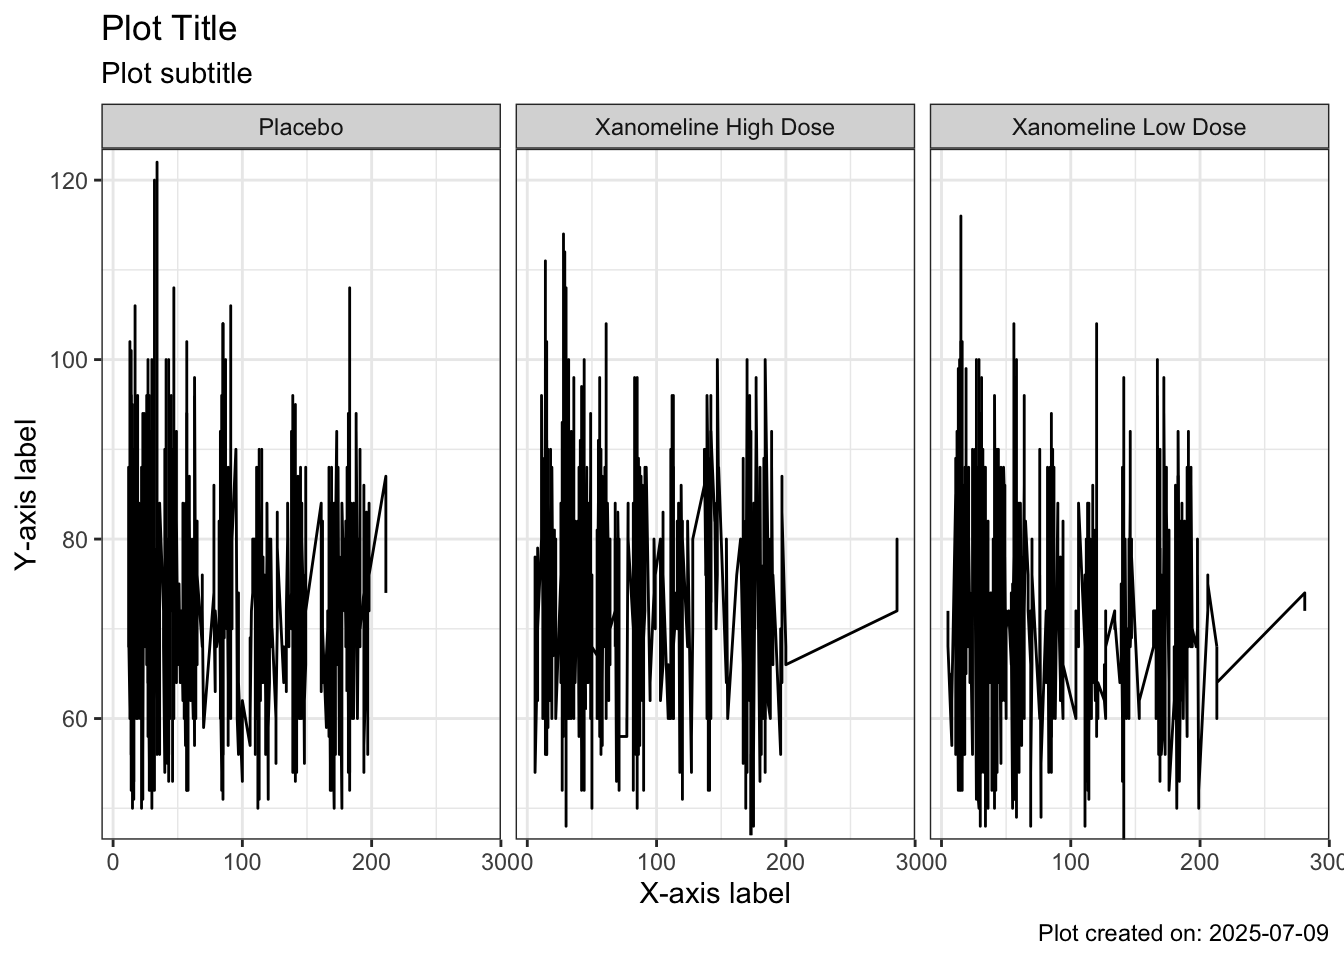 Plot Title
Plot subtitle
Placebo
Xanomeline High Dose
Xanomeline Low Dose
120
100
80
60
Y-axis label
0 100 200 300
0 100 200 300
0 100 200 300
X-axis label
Plot created on: 2025-07-09